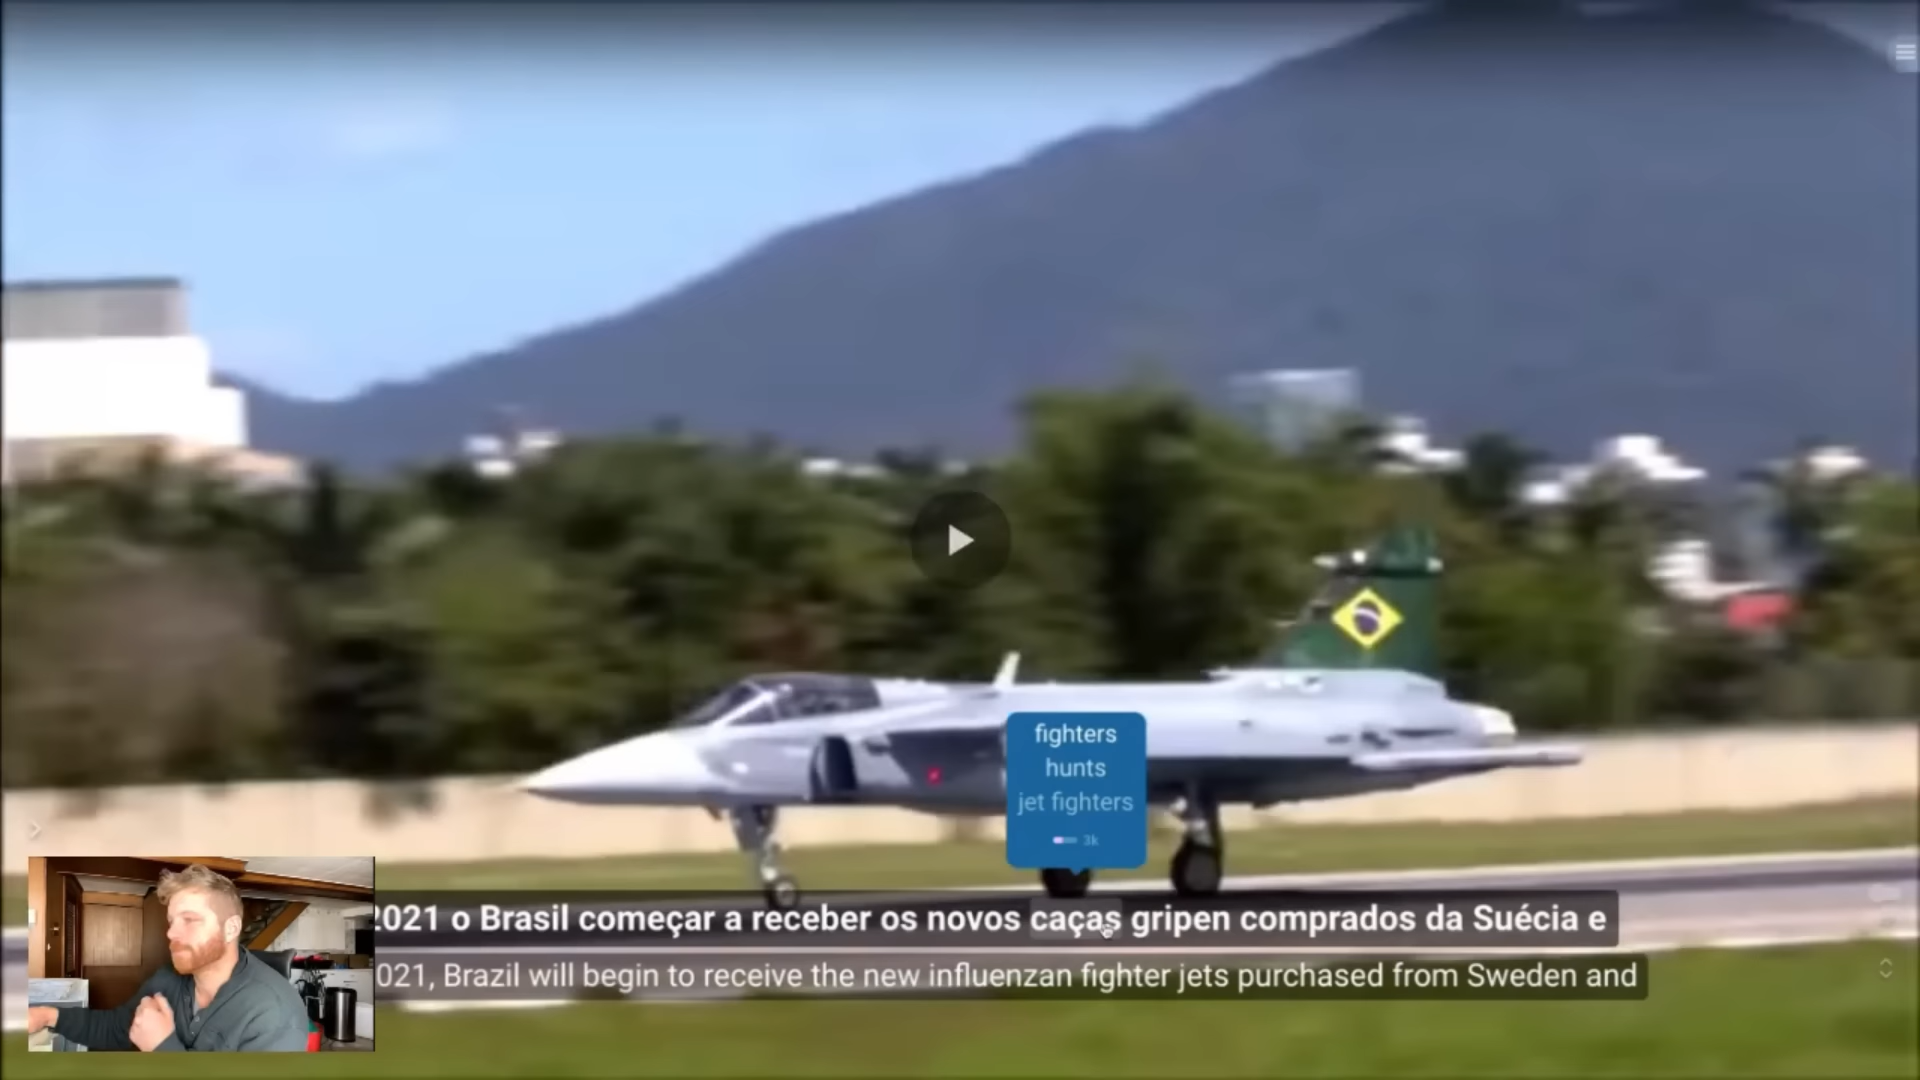 fighters
hunts
jet fighters
3k
2021 o Brasil começar a receber os novos caças gripen comprados da Suécia e
021, Brazil will begin to receive the new influenzan fighter jets purchased from Sweden and